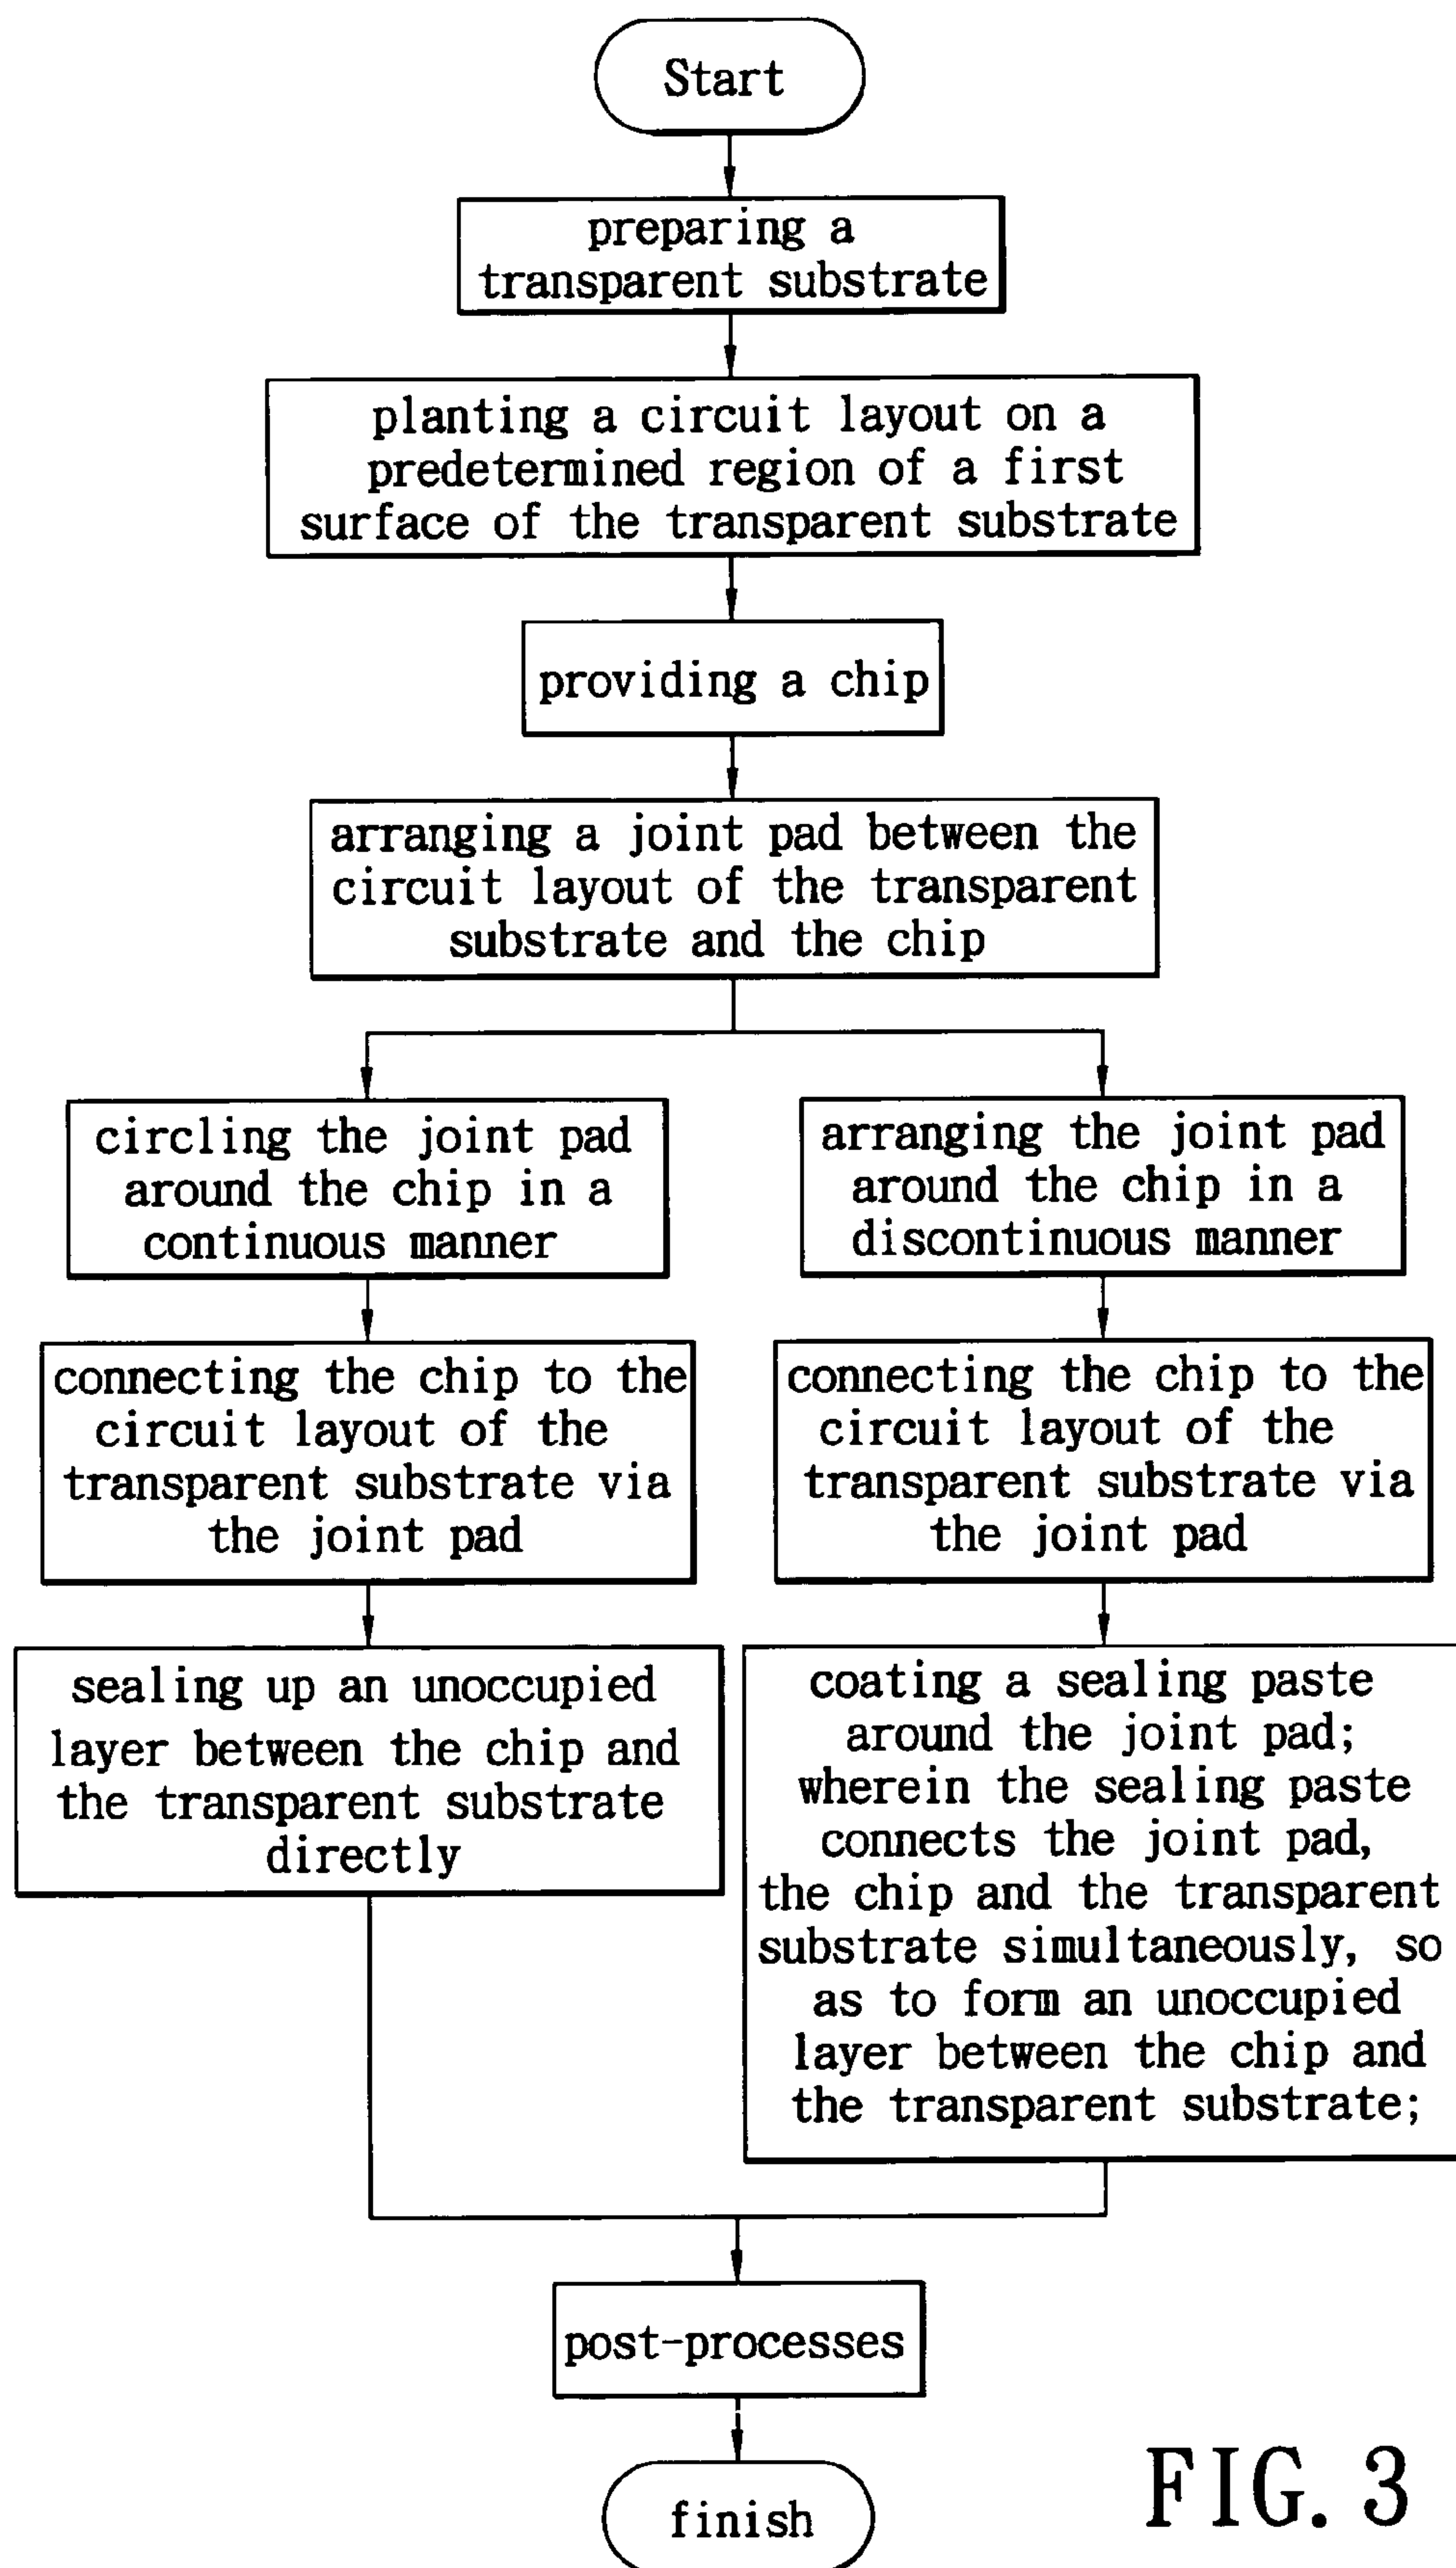 Start
preparing a
transparent substrate
planting a circuit layout on a
predetermined region of a first
surface of the transparent substrate
providing a chip
arranging a joint pad between the
circuit layout of the transparent
substrate and the chip
circling the joint pad
around the chip in a
continuous manner
arranging the joint pad
around the chip in a
discontinuous manner
connecting the chip to the
circuit layout of the
transparent substrate via
the joint pad
connecting the chip to the
circuit layout of the
transparent substrate via
the joint pad
sealing up an unoccupied
layer between the chip and
the transparent substrate
directly
coating a sealing paste
around the joint pad;
wherein the sealing paste
connects the joint pad,
the chip and the transparent
substrate simultaneously, so
as to form an unoccupied
layer between the chip and
the transparent substrate;
post-processes
finish
FIG. 3